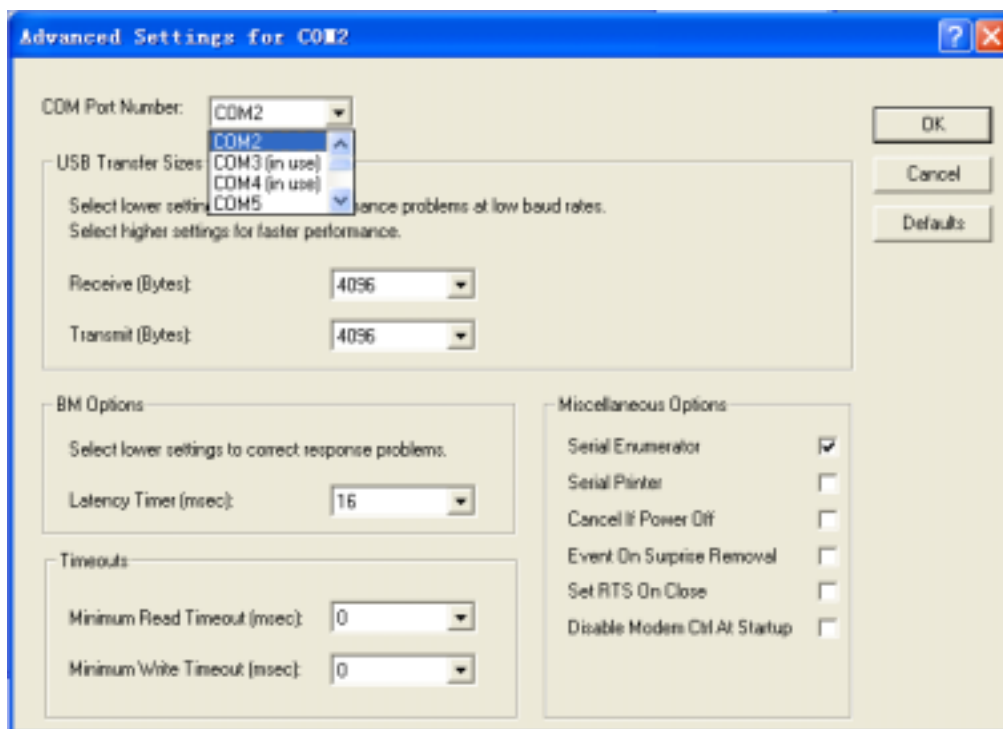 Advanced Settings for COM2
COM Port Number:
COM2
COM2
COM3 (in use)
COM4 (in use)
COM5
OK
Cancel
Defaults
USB Transfer Sizes
Select lower settin mance problems at low baud rates.
Select higher settings for faster performance.
Receive (Bytes):
4096
Transmit (Bytes):
4096
BM Options
Select lower settings to correct response problems.
Latency Timer (msec):
16
Timeouts
Minimum Read Timeout (msec):
0
Minimum Write Timeout (msec):
0
Miscellaneous Options
Serial Enumerator
Serial Printer
Cancel If Power Off
Event On Surprise Removal
Set RTS On Close
Disable Modem Ctrl At Startup